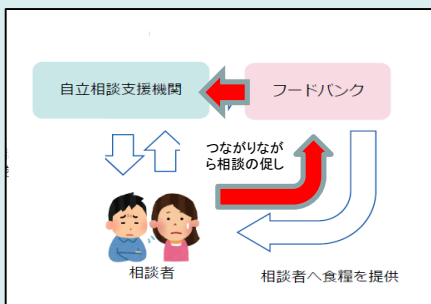 自立相談支援機関
フードバンク
つながりなが
ら相談の促し
相談者
相談者へ食糧を提供